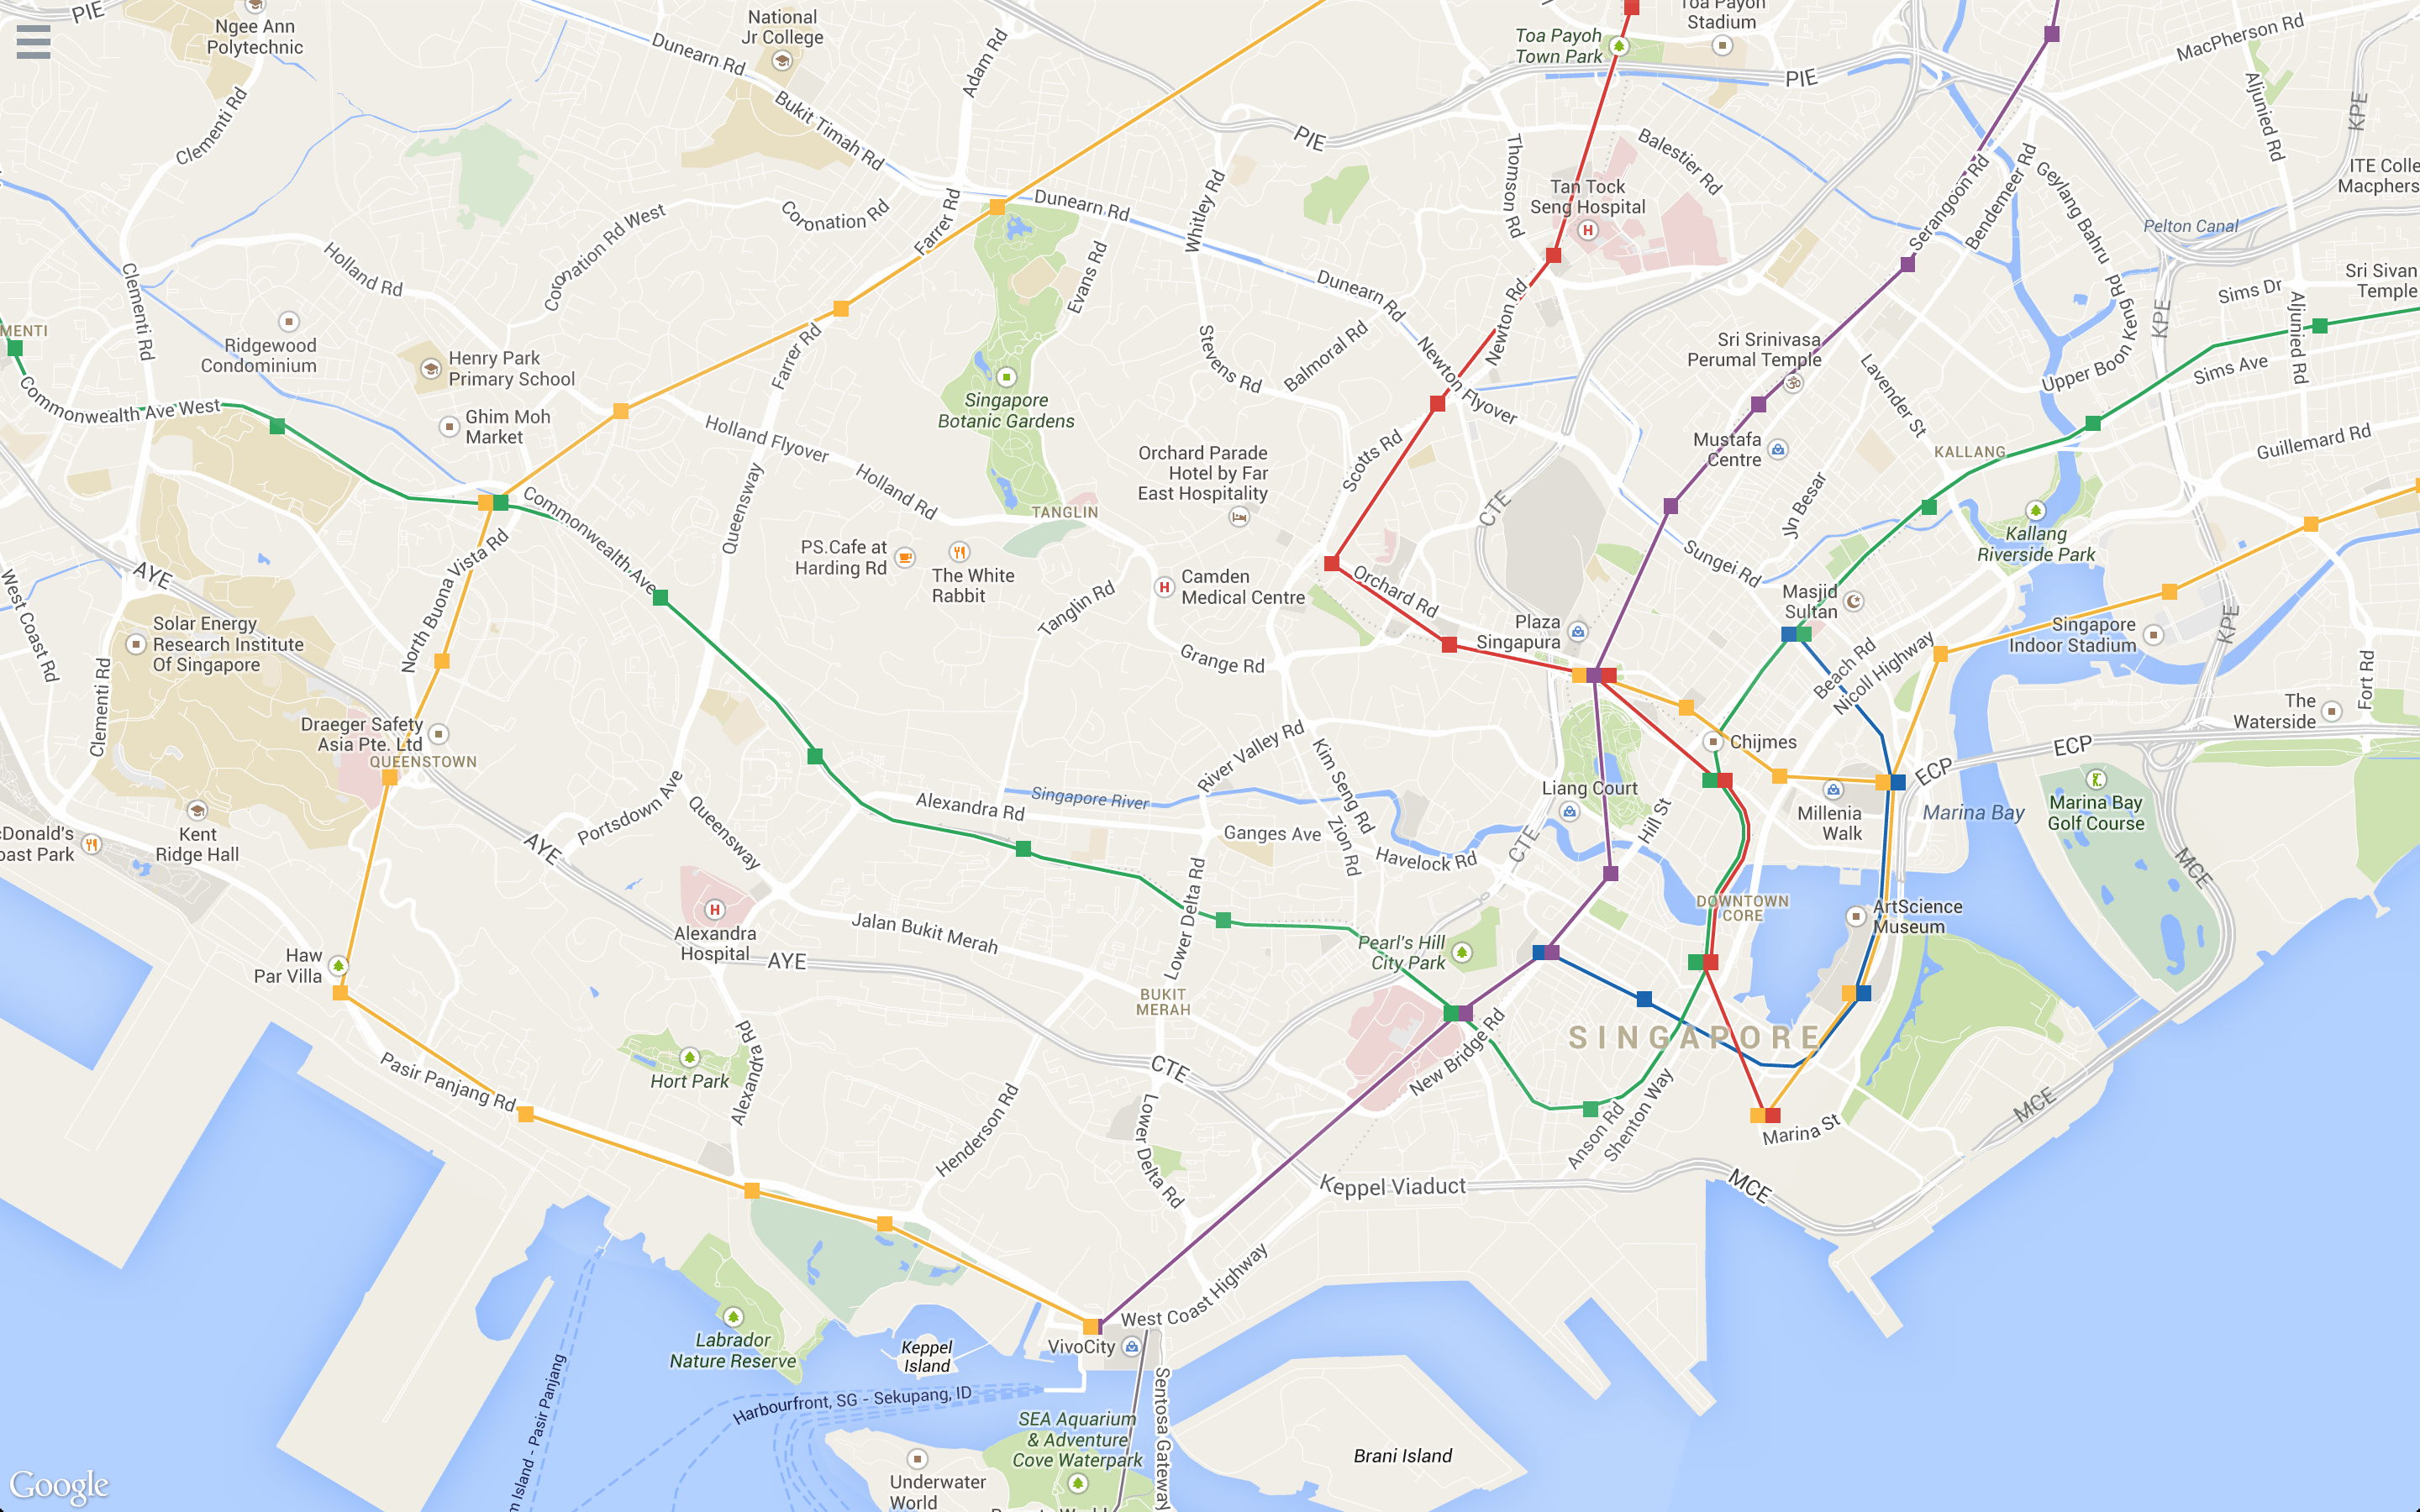 PIE
Ngee Ann
Polytechnic
National
Jr College
Dunearn Rd
Adam Rd
Toa Payoh
Town Park
Toa Payoh
Stadium
PIE
MacPherson Rd
Aljunied Rd
KPE
Clementi Rd
Bukit Timah Rd
PIE
Thomson Rd
Balestier Rd
ITE Colle
Macphers
Tan Tock
Seng Hospital
Serangoon Rd
Bendemeer Rd
Geylang Bahru
Pelton Canal
Coronation Rd West
Coronation Rd
Farrer Rd
Dunearn Rd
Whitley Rd
Holland Rd
Evans Rd
Dunearn Rd
Newton Rd
Kallang
Sims Dr
Sri Sivan
Temple
Aljunied Rd
KPE
MENTI
Clementi Rd
Ridgewood
Condominium
Henry Park
Primary School
Farrer Rd
Stevens Rd
Balmoral Rd
Newton Flyover
Sri Srinivasa
Perumal Temple
Lavender St
Upper Boon Keng Rd
Sims Ave
Commonwealth Ave West
Ghim Moh
Market
Holland Flyover
Singapore
Botanic Gardens
Orchard Parade
Hotel by Far
East Hospitality
Scotts Rd
Mustafa
Centre
KALLANG
Guillemard Rd
Holland Rd
Queensway
TANGLIN
CTE
Jln Besar
Kallang
Riverside Park
Commonwealth Ave
North Buona Vista Rd
PS.Cafe at
Harding Rd
The White
Rabbit
Tanglin Rd
Camden
Medical Centre
Orchard Rd
Sungei Rd
AYE
West Coast Rd
Solar Energy
Research Institute
Of Singapore
Plaza
Singapura
Masjid
Sultan
Grange Rd
Beach Rd
Nicoll Highway
Singapore
Indoor Stadium
KPE
Fort Rd
The
Waterside
Clementi Rd
Draeger Safety
Asia Pte. Ltd
QUEENSTOWN
Portsdown Ave
Queensway
River Valley Rd
Kim Seng Rd
Chijmes
ECP
ECP
Singapore River
Alexandra Rd
Ganges Ave
Zion Rd
Havelock Rd
CTE
Liang Court
Hill St
Millenia
Walk
Marina Bay
Marina Bay
Golf Course
MCE
cDonald's
oast Park
Kent
Ridge Hall
AYE
Lower Delta Rd
DOWNTOWN
CORE
ArtScience
Museum
Alexandra
Hospital
Jalan Bukit Merah
AYE
Pearl's Hill
City Park
Haw
Par Villa
BUKIT
MERAH
New Bridge Rd
SINGAPORE
Hort Park
Alexandra Rd
CTE
Pasir Panjang Rd
Henderson Rd
Lower Delta Rd
Anson Rd
Shenton Way
Marina St
MCE
Keppel Viaduct
MCE
West Coast Highway
VivoCity
Labrador
Nature Reserve
Keppel
Island
Harbourfront, SG - Sekupang, ID
Island - Pasir Panjang
Sentosa Gateway
SEA Aquarium
& Adventure
Cove Waterpark
Underwater
World
Brani Island
Google